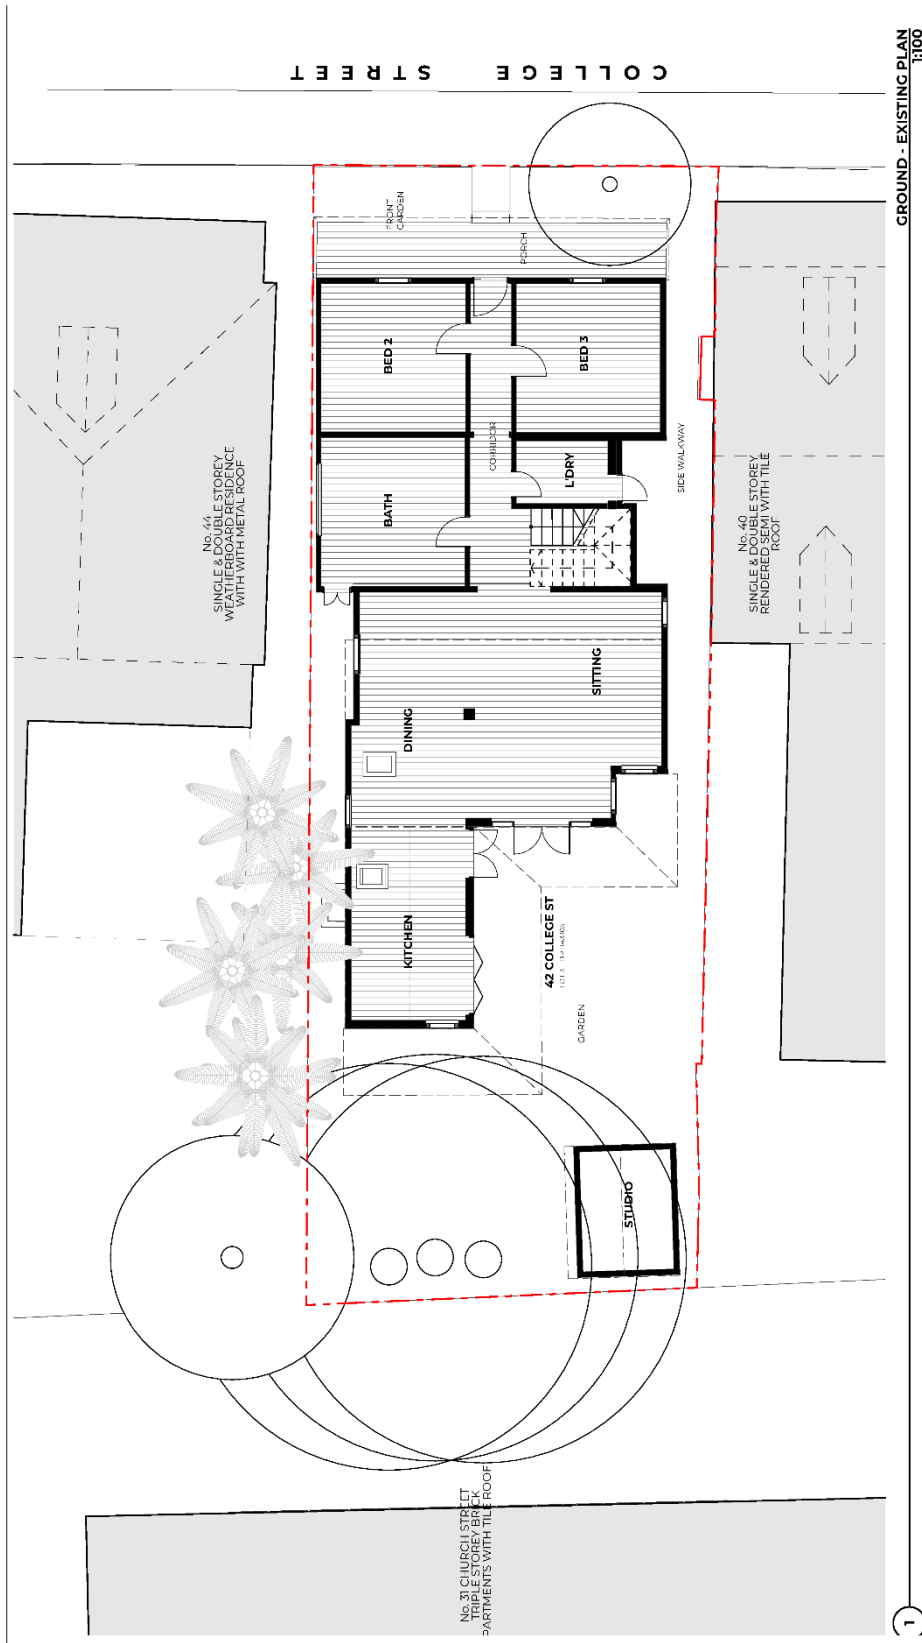 COLLEGE STREET
GROUND - EXISTING PLAN
1:100
FRONT
GARDEN
PORCH
BED 2
BED 3
CORRIDOR
L'DRY
BATH
SIDE WALKWAY
No. 44
SINGLE & DOUBLE STOREY
WEATHERBOARD RESIDENCE
WITH WITH METAL ROOF
No. 40
SINGLE & DOUBLE STOREY
RENDERED SEMI WITH TILE
ROOF
SITTING
DINING
KITCHEN
42 COLLEGE ST
GARDEN
STUDIO
No. 31 CHURCH STREET
TRIPLE STOREY BRICK
PARTMENTS WITH TILE ROOF
1